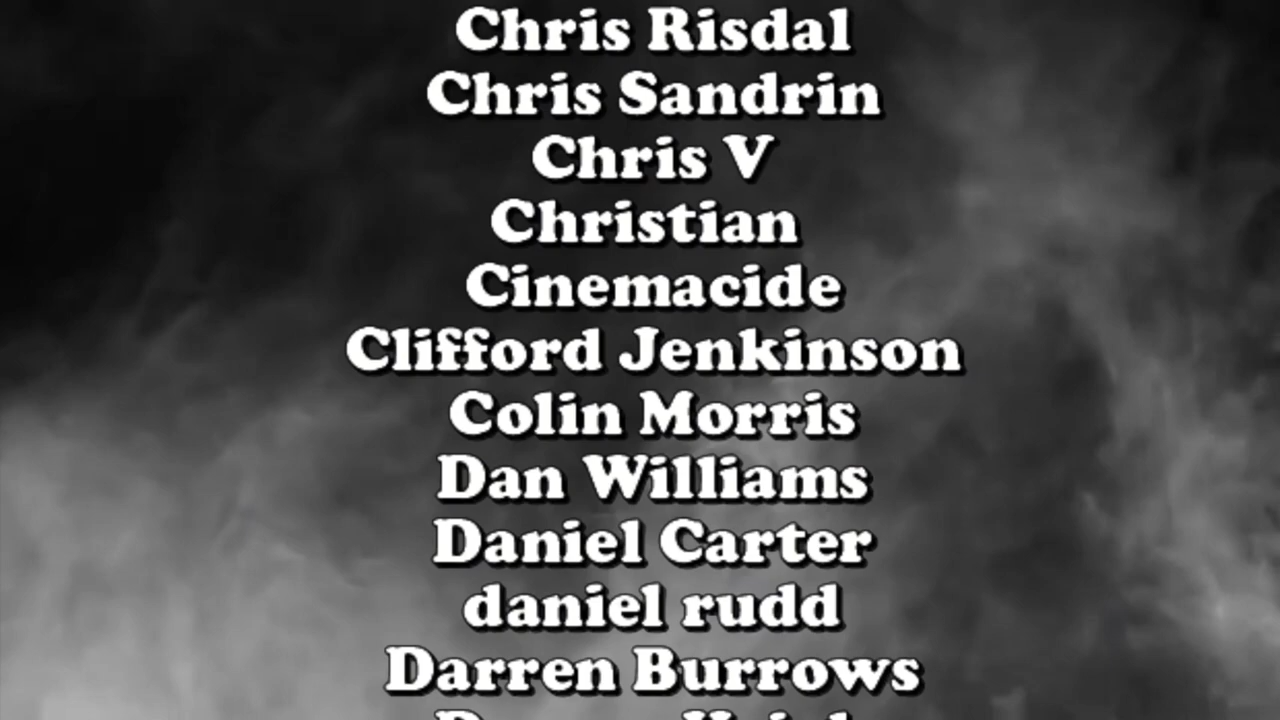 Chris Risdal
Chris Sandrin
Chris V
Christian
Cinemacide
Clifford Jenkinson
Colin Morris
Dan Williams
Daniel Carter
daniel rudd
Darren Burrows